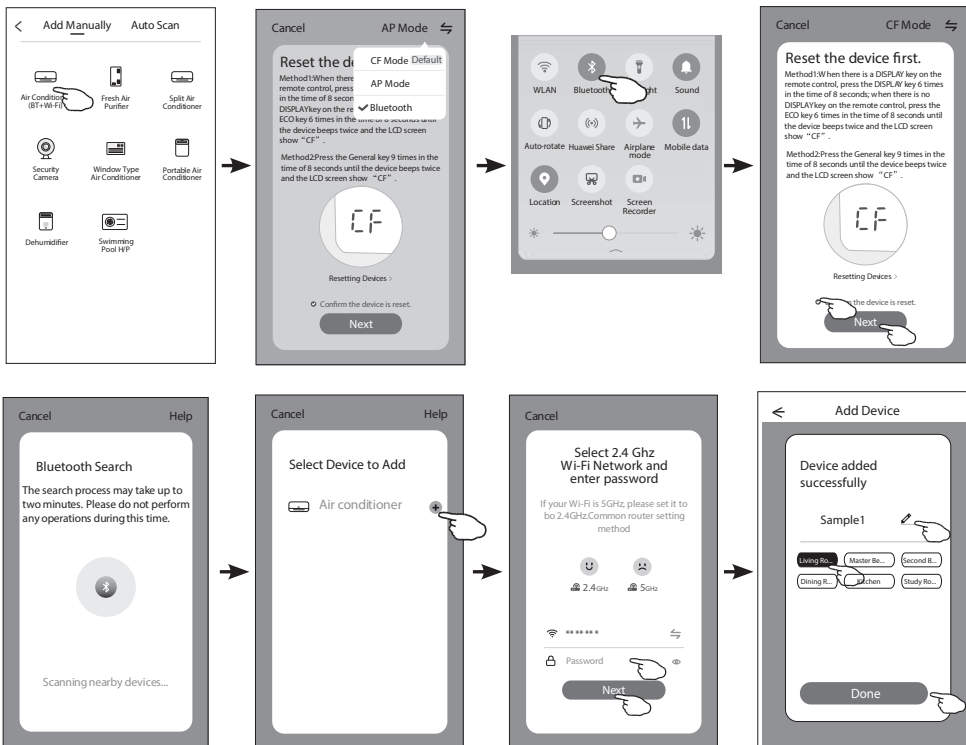 Add Manually Auto Scan
Air Condition
(BT+Wi-Fi)
Fresh Air
Purifier
Split Air
Conditioner
Security
Camera
Window Type
Air Conditioner
Portable Air
Conditioner
Dehumidifier
Swimming
Pool H/P
Cancel AP Mode
CF Mode Default
AP Mode
Bluetooth
Reset the de
Method1:When there
remote control, press
in the time of 8 secon
DISPLAYkey on the re
ECO key 6 times in the time of 8 seconds until
the device beeps twice and the LCD screen
show “CF”.
Method2:Press the General key 9 times in the
time of 8 seconds until the device beeps twice
and the LCD screen show “CF”.
CF
Resetting Devices >
Confirm the device is reset.
Next
WLAN Bluetooth ht Sound
Auto-rotate Huawei Share Airplane
mode Mobile data
Location Screenshot Screen
Recorder
Cancel CF Mode
Reset the device first.
Method1:When there is a DISPLAY key on the
remote control, press the DISPLAY key 6 times
in the time of 8 seconds; when there is no
DISPLAYkey on the remote control, press the
ECO key 6 times in the time of 8 seconds until
the device beeps twice and the LCD screen
show “CF”.
Method2:Press the General key 9 times in the
time of 8 seconds until the device beeps twice
and the LCD screen show “CF”.
CF
Resetting Devices >
the device is reset.
Next
Cancel Help
Bluetooth Search
The search process may take up to
two minutes. Please do not perform
any operations during this time.
Scanning nearby devices...
Cancel Help
Select Device to Add
Air conditioner
Cancel
Select 2.4 Ghz
Wi-Fi Network and
enter password
If your Wi-Fi is 5GHz, please set it to
bo 2.4GHz.Common router setting
method
2.4GHz 5GHz
Password
Next
Add Device
Device added
successfully
Sample1
Living Ro... Master Be... Second B...
Dining R... Kitchen Study Ro...
Done